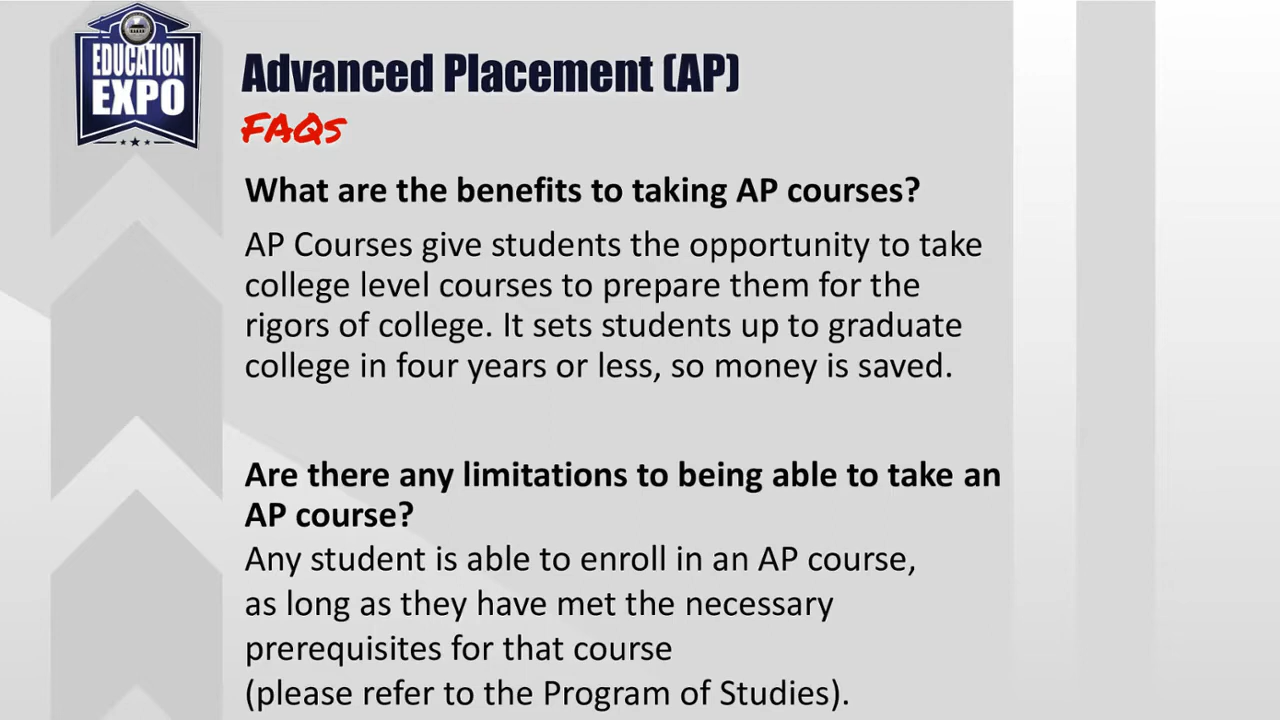 EDUCATION
EXPO
Advanced Placement (AP)
FAQs
What are the benefits to taking AP courses?
AP Courses give students the opportunity to take
college level courses to prepare them for the
rigors of college. It sets students up to graduate
college in four years or less, so money is saved.
Are there any limitations to being able to take an
AP course?
Any student is able to enroll in an AP course,
as long as they have met the necessary
prerequisites for that course
(please refer to the Program of Studies).